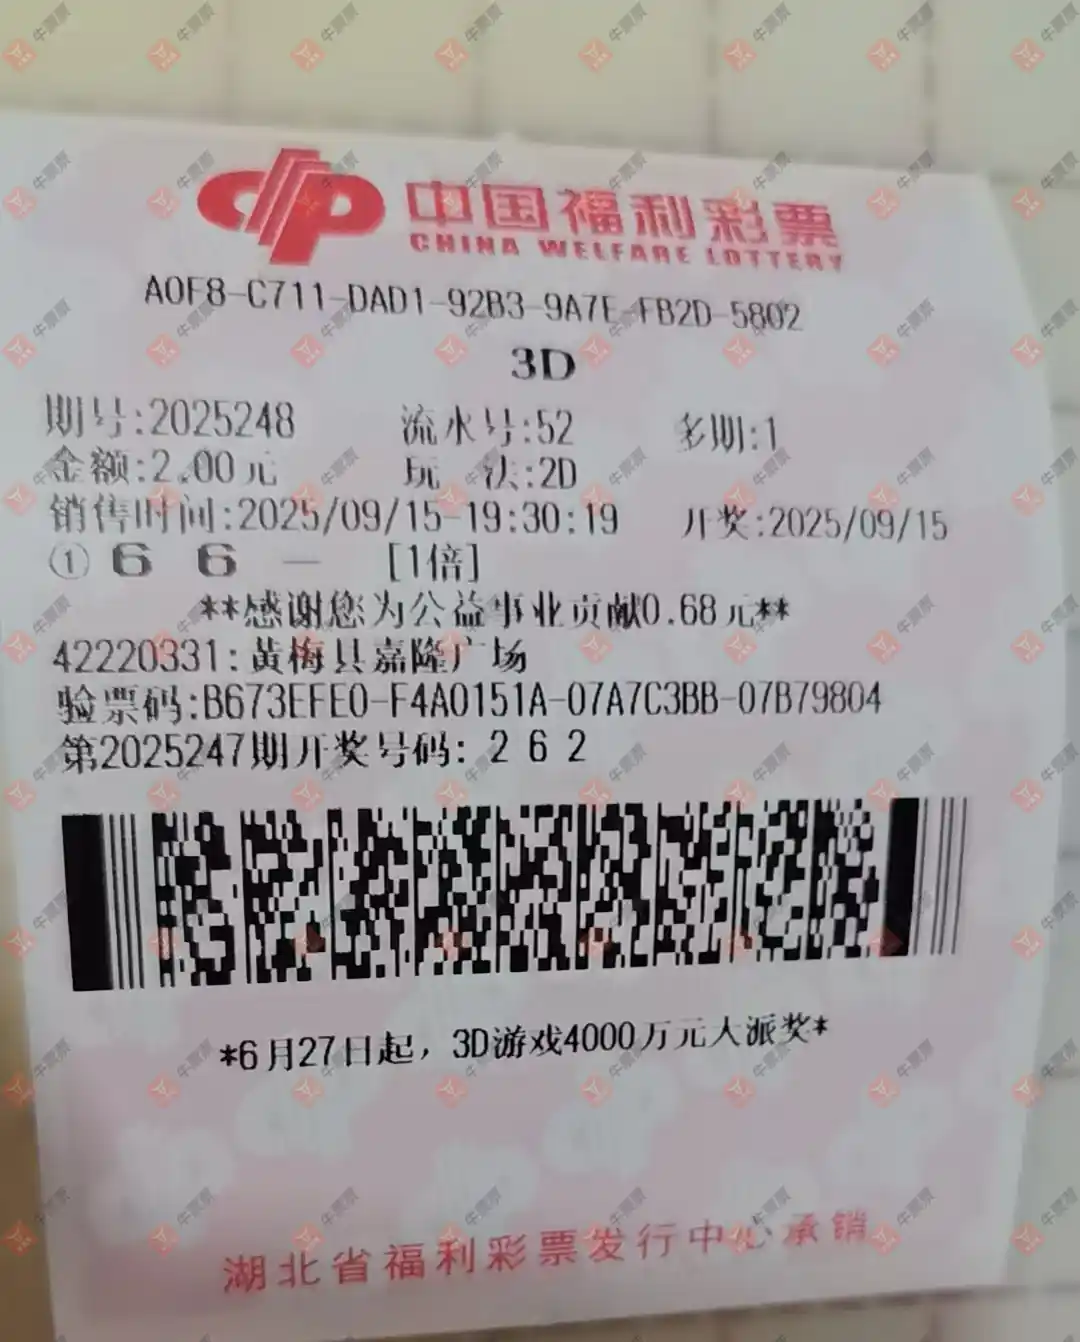 中国福利彩票
CHINA WELFARE LOTTERY
A0F8-C711-DAD1-92B3-9A7E-FB2D-5802
3D
期号:2025248 流水号:52 多期:1
金额:2.00元 玩 法:2D
销售时间:2025/09/15-19:30:19 开奖:2025/09/15
① 6 6 — [1倍]
**感谢您为公益事业贡献0.68元**
42220331:黄梅县嘉隆广场
验票码:B673EFE0-F4A0151A-07A7C3BB-07B79804
第2025247期开奖号码: 2 6 2
*6月27日起，3D游戏4000万元大派奖*
湖北省福利彩票发行中心承销
牛票票